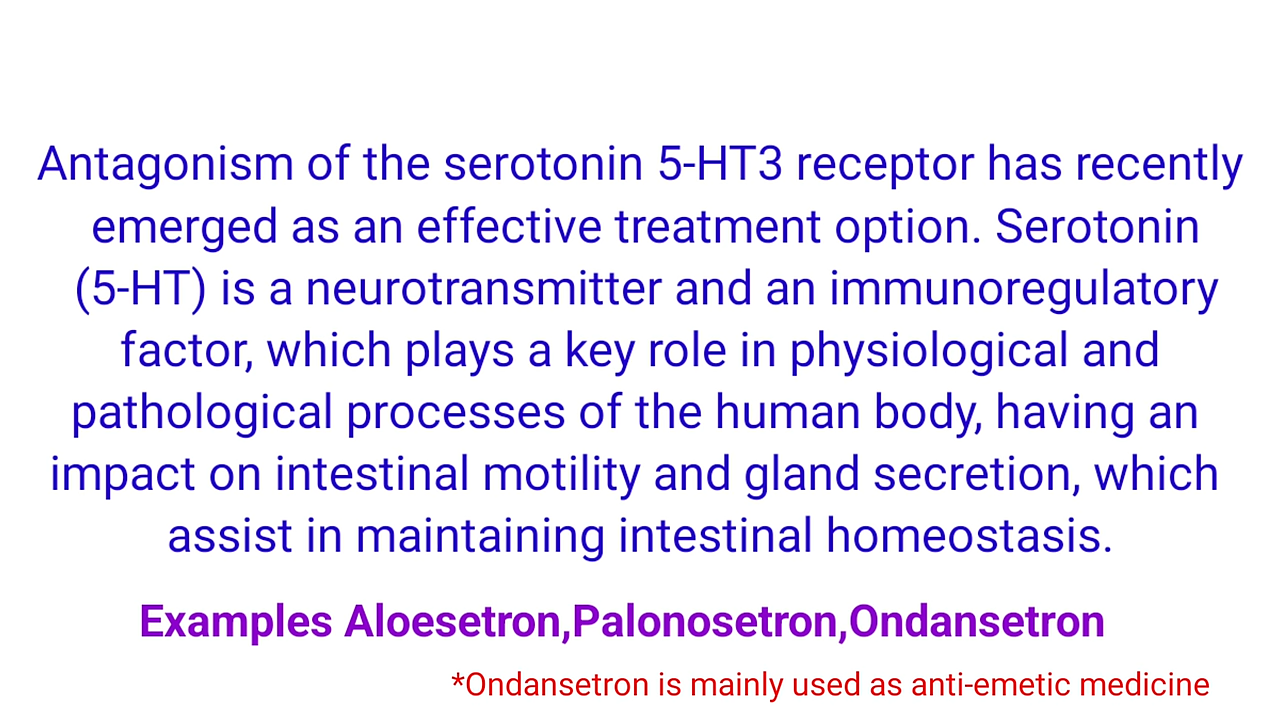 Antagonism of the serotonin 5-HT3 receptor has recently
emerged as an effective treatment option. Serotonin
(5-HT) is a neurotransmitter and an immunoregulatory
factor, which plays a key role in physiological and
pathological processes of the human body, having an
impact on intestinal motility and gland secretion, which
assist in maintaining intestinal homeostasis.
Examples Aloesetron,Palonosetron,Ondansetron
*Ondansetron is mainly used as anti-emetic medicine